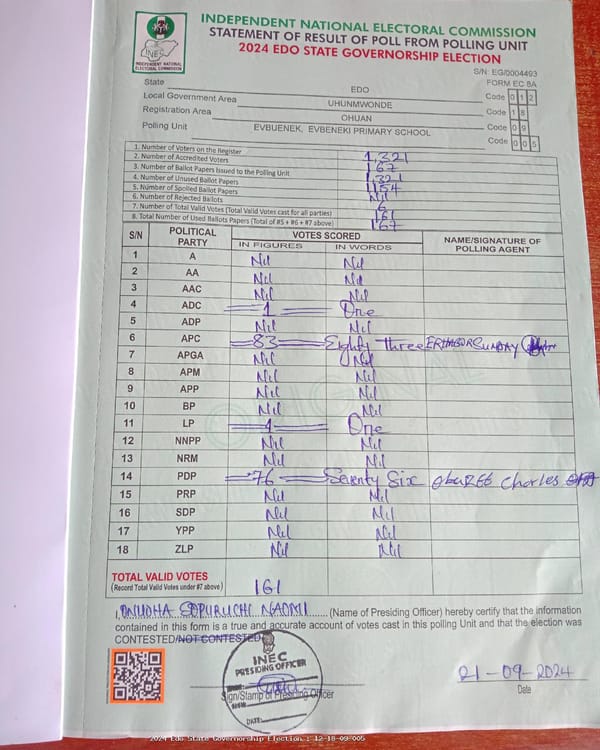 INDEPENDENT NATIONAL ELECTORAL COMMISSION
STATEMENT OF RESULT OF POLL FROM POLLING UNIT
2024 EDO STATE GOVERNORSHIP ELECTION
INEC
INDEPENDENT NATIONAL ELECTORAL COMMISSION
S/N: EG/0004493
FORM EC 8A
State EDO Code 0 1 2
Local Government Area UHUNMWONDE Code 1 8
Registration Area OHUAN Code 0 9
Polling Unit EVBUENEK, EVBENEKI PRIMARY SCHOOL Code 0 0 5
1. Number of Voters on the Register 1,321
2. Number of Accredited Voters 167
3. Number of Ballot Papers Issued to the Polling Unit 1321
4. Number of Unused Ballot Papers 1154
5. Number of Spoiled Ballot Papers Nil
6. Number of Rejected Ballots 6
7. Number of Total Valid Votes (Total Valid Votes cast for all parties) 161
8. Total Number of Used Ballots Papers (Total of #5 + #6 + #7 above) 167
S/N POLITICAL PARTY VOTES SCORED NAME/SIGNATURE OF POLLING AGENT
IN FIGURES IN WORDS
1 A Nil Nil
2 AA Nil Nil
3 AAC Nil Nil
4 ADC 1 One
5 ADP Nil Nil
6 APC 83 Eighty three SUNDAY
7 APGA Nil Nil
8 APM Nil Nil
9 APP Nil Nil
10 BP Nil Nil
11 LP 1 One
12 NNPP Nil Nil
13 NRM Nil Nil
14 PDP 76 Seventy Six Charles
15 PRP Nil Nil
16 SDP Nil Nil
17 YPP Nil Nil
18 ZLP Nil Nil
TOTAL VALID VOTES 161
(Record Total Valid Votes under #7 above)
I, NAOMI (Name of Presiding Officer) hereby certify that the information
contained in this form is a true and accurate account of votes cast in this polling Unit and that the election was
CONTESTED/NOT CONTESTED
INEC
PRESIDING OFFICER
DATE:
Sign/Stamp of Presiding Officer
21-09-2024
Date
2024 Edo State Governorship Election : 12-18-09-005